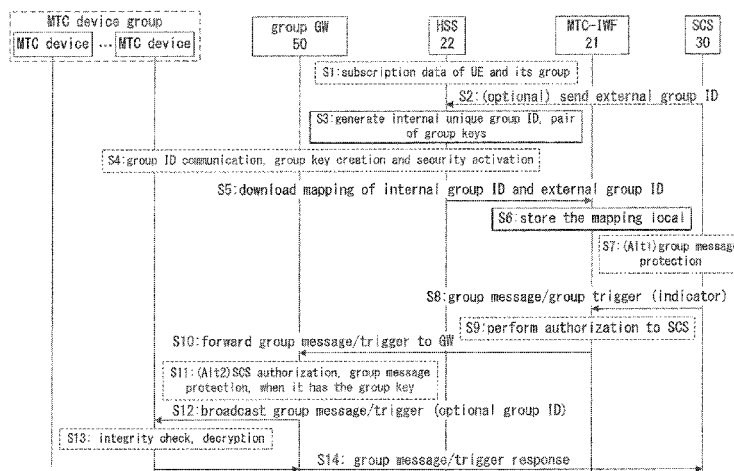 MTC device group
MTC device ... MTC device
group GW
50
HSS
22
MTC-IWF
21
SCS
30
S1:subscription data of UE and its group
S2:(optional) send external group ID
S3:generate internal unique group ID, pair
of group keys
S4:group ID communication, group key creation and security activation
S5:download mapping of internal group ID and external group ID
S6:store the mapping local
S7:(Alt1)group message
protection
S8:group message/group trigger (indicator)
S9:perform authorization to SCS
S10:forward group message/trigger to GW
S11:(Alt2)SCS authorization, group message
protection, when it has the group key
S12:broadcast group message/trigger (optional group ID)
S13: integrity check, decryption
S14: group message/trigger response